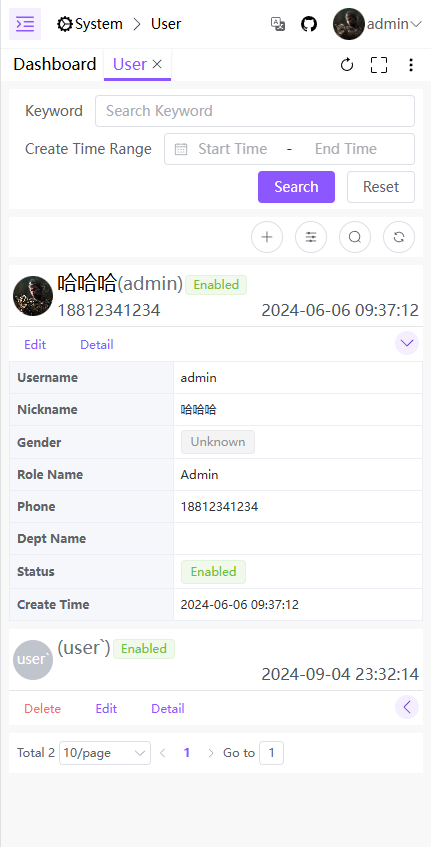 System > User admin
Dashboard User ×
Keyword Search Keyword
Create Time Range Start Time - End Time
Search Reset
哈哈哈(admin) Enabled
18812341234 2024-06-06 09:37:12
Edit Detail
Username admin
Nickname 哈哈哈
Gender Unknown
Role Name Admin
Phone 18812341234
Dept Name
Status Enabled
Create Time 2024-06-06 09:37:12
user` (user`) Enabled
2024-09-04 23:32:14
Delete Edit Detail
Total 2 10/page 1 Go to 1